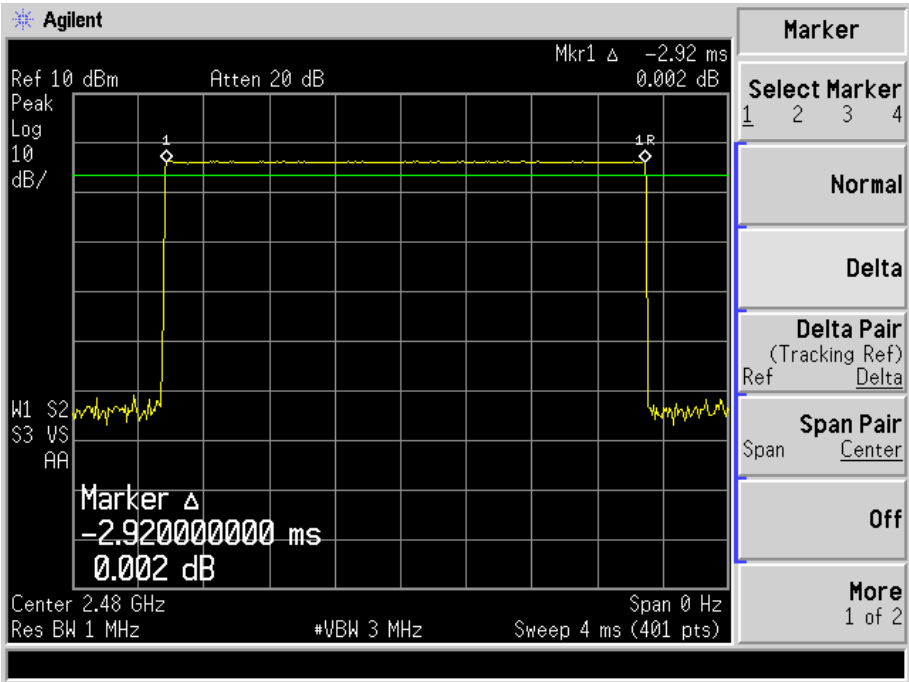 Agilent
Marker
Mkr1 Δ -2.92 ms
Ref 10 dBm Atten 20 dB 0.002 dB
Peak
Log
10
dB/
1
1R
W1 S2
S3 VS
AA
Marker Δ
-2.920000000 ms
0.002 dB
Center 2.48 GHz Span 0 Hz
Res BW 1 MHz #VBW 3 MHz Sweep 4 ms (401 pts)
Select Marker
1 2 3 4
Normal
Delta
Delta Pair
(Tracking Ref)
Ref Delta
Span Pair
Span Center
Off
More
1 of 2